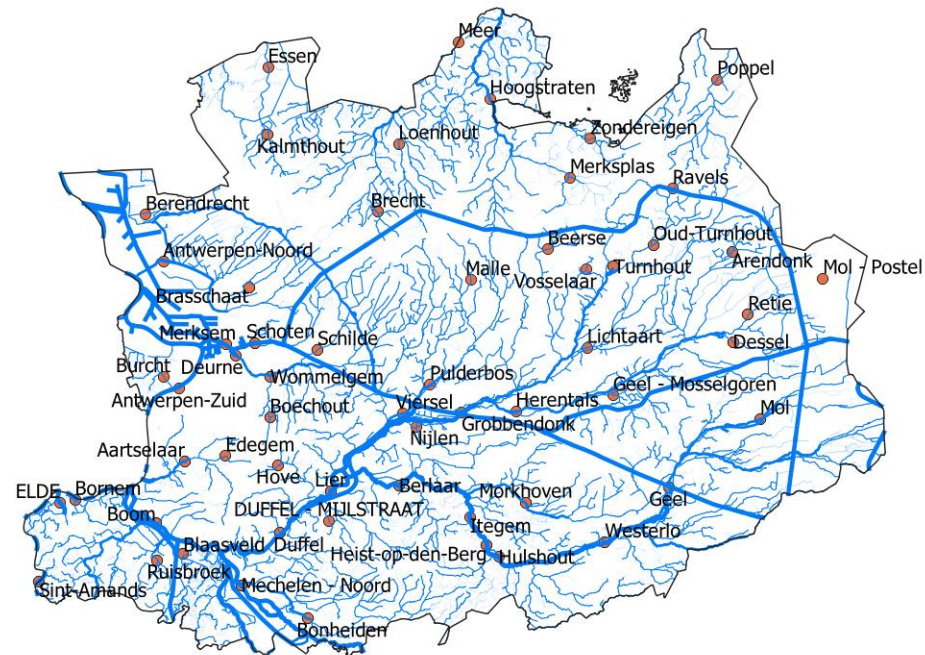 Meer
Essen
Poppel
Hoogstraten
Zondereigen
Kalmthout
Loenhout
Merksplas
Ravels
Berendrecht
Brecht
Beerse
Oud-Turnhout
Antwerpen-Noord
Arendonk
Malle
Vosselaar
Turnhout
Mol - Postel
Brasschaat
Retie
Merksem
Schoten
Schilde
Lichtaart
Dessel
Burcht
Deurne
Wommelgem
Pulderbos
Geel - Mosselgoren
Antwerpen-Zuid
Boechout
Viersel
Herentals
Grobbendonk
Mol
Nijlen
Aartselaar
Edegem
Hove
Lier
Berlaar
Morkhoven
Geel
ELDE
Bornem
Boom
DUFFEL - MIJLSTRAAT
Itegem
Westerlo
Blaasveld
Duffel
Heist-op-den-Berg
Hulshout
Ruisbroek
Sint-Amands
Mechelen - Noord
Bonheiden